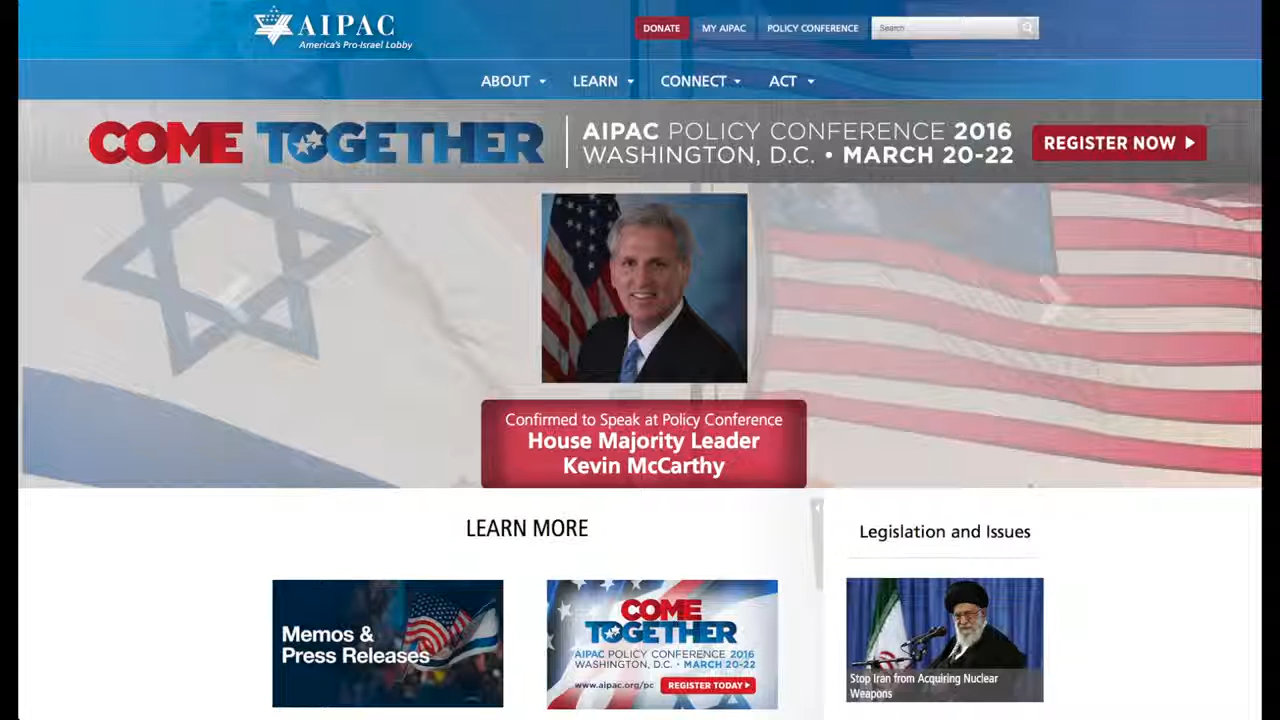 AIPAC
America's Pro-Israel Lobby
DONATE
MY AIPAC
POLICY CONFERENCE
Search
ABOUT
LEARN
CONNECT
ACT
COME TOGETHER
AIPAC POLICY CONFERENCE 2016
WASHINGTON, D.C. • MARCH 20-22
REGISTER NOW
Confirmed to Speak at Policy Conference
House Majority Leader
Kevin McCarthy
LEARN MORE
Legislation and Issues
Memos &
Press Releases
COME
TOGETHER
AIPAC POLICY CONFERENCE 2016
WASHINGTON, D.C. • MARCH 20-22
www.aipac.org/pc
REGISTER TODAY
Stop Iran from Acquiring Nuclear
Weapons